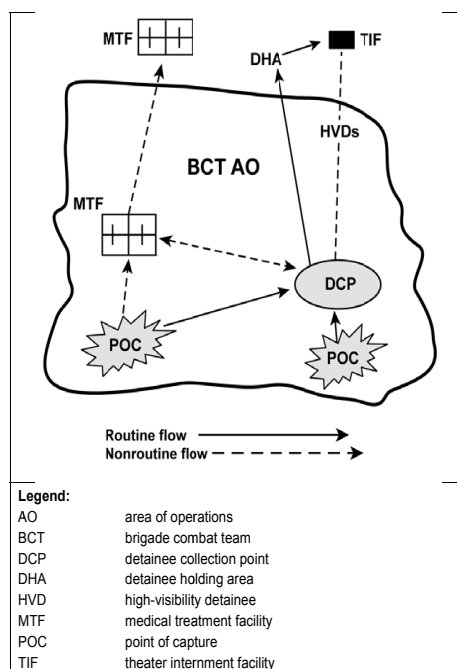 MTF
TIF
DHA
HVDs
BCT AO
MTF
DCP
POC
POC
Routine flow
Nonroutine flow
Legend:
AO area of operations
BCT brigade combat team
DCP detainee collection point
DHA detainee holding area
HVD high-visibility detainee
MTF medical treatment facility
POC point of capture
TIF theater internment facility